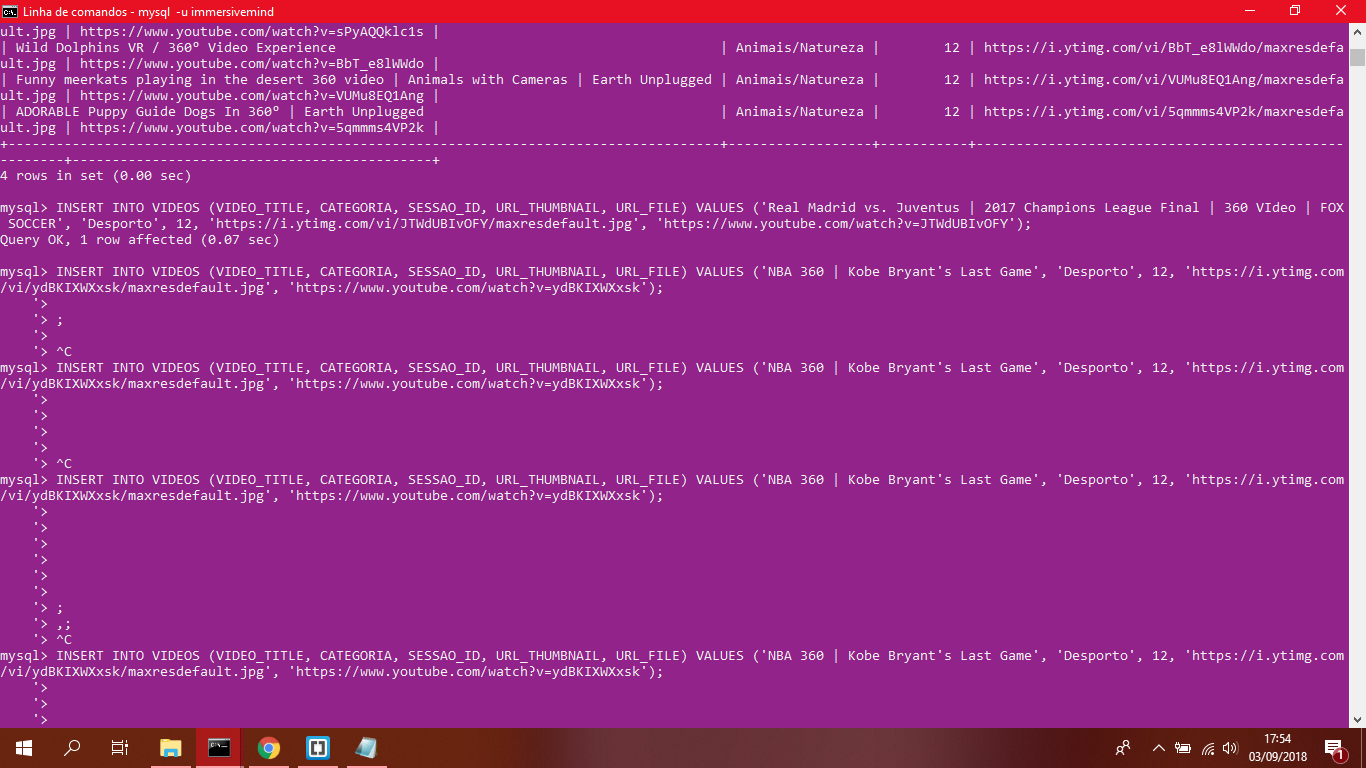 Linha de comandos - mysql -u immersivemind
ult.jpg | https://www.youtube.com/watch?v=sPyAQQklc1s |
| Wild Dolphins VR / 360º Video Experience | Animais/Natureza | 12 | https://i.ytimg.com/vi/BbT_e8lWWdo/maxresdefa
ult.jpg | https://www.youtube.com/watch?v=BbT_e8lWWdo |
| Funny meerkats playing in the desert 360 video | Animals with Cameras | Earth Unplugged | Animais/Natureza | 12 | https://i.ytimg.com/vi/VUMu8EQ1Ang/maxresdefa
ult.jpg | https://www.youtube.com/watch?v=VUMu8EQ1Ang |
| ADORABLE Puppy Guide Dogs In 360º | Earth Unplugged | Animais/Natureza | 12 | https://i.ytimg.com/vi/5qmmms4VP2k/maxresdefa
ult.jpg | https://www.youtube.com/watch?v=5qmmms4VP2k |
+-----------------------------------------------------------------------------------------+------------------+-----------+----------------------------------------------
--------+---------------------------------------------+
4 rows in set (0.00 sec)
mysql> INSERT INTO VIDEOS (VIDEO_TITLE, CATEGORIA, SESSAO_ID, URL_THUMBNAIL, URL_FILE) VALUES ('Real Madrid vs. Juventus | 2017 Champions League Final | 360 VIdeo | FOX
SOCCER', 'Desporto', 12, 'https://i.ytimg.com/vi/JTWdUBIvOFY/maxresdefault.jpg', 'https://www.youtube.com/watch?v=JTWdUBIvOFY');
Query OK, 1 row affected (0.07 sec)
mysql> INSERT INTO VIDEOS (VIDEO_TITLE, CATEGORIA, SESSAO_ID, URL_THUMBNAIL, URL_FILE) VALUES ('NBA 360 | Kobe Bryant's Last Game', 'Desporto', 12, 'https://i.ytimg.com
/vi/ydBKIXWXxsk/maxresdefault.jpg', 'https://www.youtube.com/watch?v=ydBKIXWXxsk');
'>
'> ;
'>
'> ^C
mysql> INSERT INTO VIDEOS (VIDEO_TITLE, CATEGORIA, SESSAO_ID, URL_THUMBNAIL, URL_FILE) VALUES ('NBA 360 | Kobe Bryant's Last Game', 'Desporto', 12, 'https://i.ytimg.com
/vi/ydBKIXWXxsk/maxresdefault.jpg', 'https://www.youtube.com/watch?v=ydBKIXWXxsk');
'>
'>
'>
'>
'> ^C
mysql> INSERT INTO VIDEOS (VIDEO_TITLE, CATEGORIA, SESSAO_ID, URL_THUMBNAIL, URL_FILE) VALUES ('NBA 360 | Kobe Bryant's Last Game', 'Desporto', 12, 'https://i.ytimg.com
/vi/ydBKIXWXxsk/maxresdefault.jpg', 'https://www.youtube.com/watch?v=ydBKIXWXxsk');
'>
'>
'>
'>
'>
'>
'> ;
'> ,;
'> ^C
mysql> INSERT INTO VIDEOS (VIDEO_TITLE, CATEGORIA, SESSAO_ID, URL_THUMBNAIL, URL_FILE) VALUES ('NBA 360 | Kobe Bryant's Last Game', 'Desporto', 12, 'https://i.ytimg.com
/vi/ydBKIXWXxsk/maxresdefault.jpg', 'https://www.youtube.com/watch?v=ydBKIXWXxsk');
'>
'>
'>
17:54
03/09/2018
1